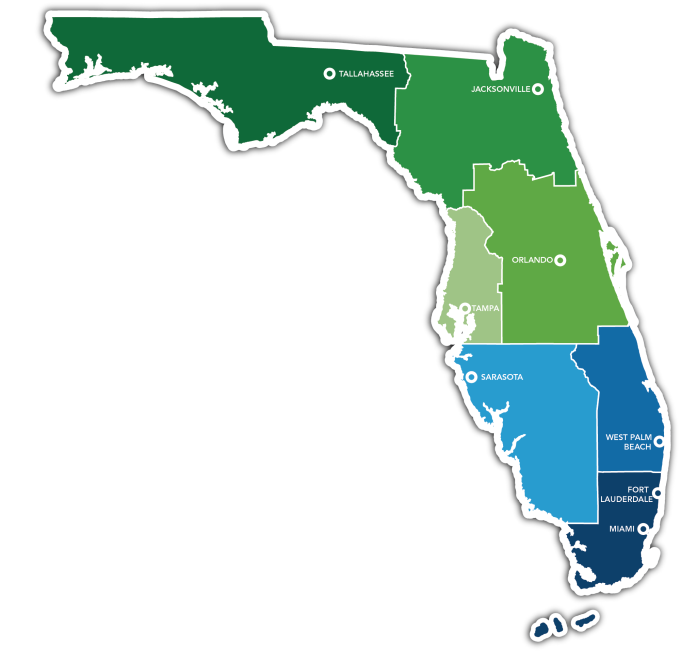 TALLAHASSEE
JACKSONVILLE
ORLANDO
TAMPA
SARASOTA
WEST PALM
BEACH
FORT
LAUDERDALE
MIAMI